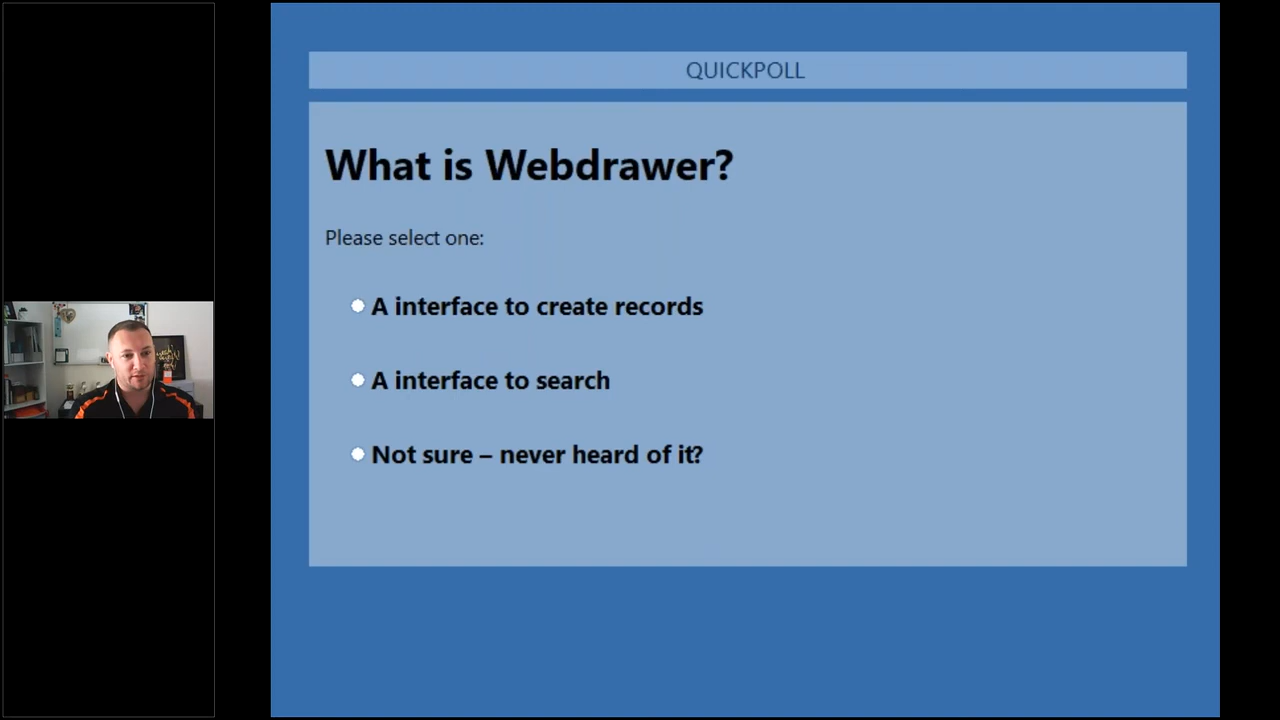 QUICKPOLL
What is Webdrawer?
Please select one:
A interface to create records
A interface to search
Not sure – never heard of it?